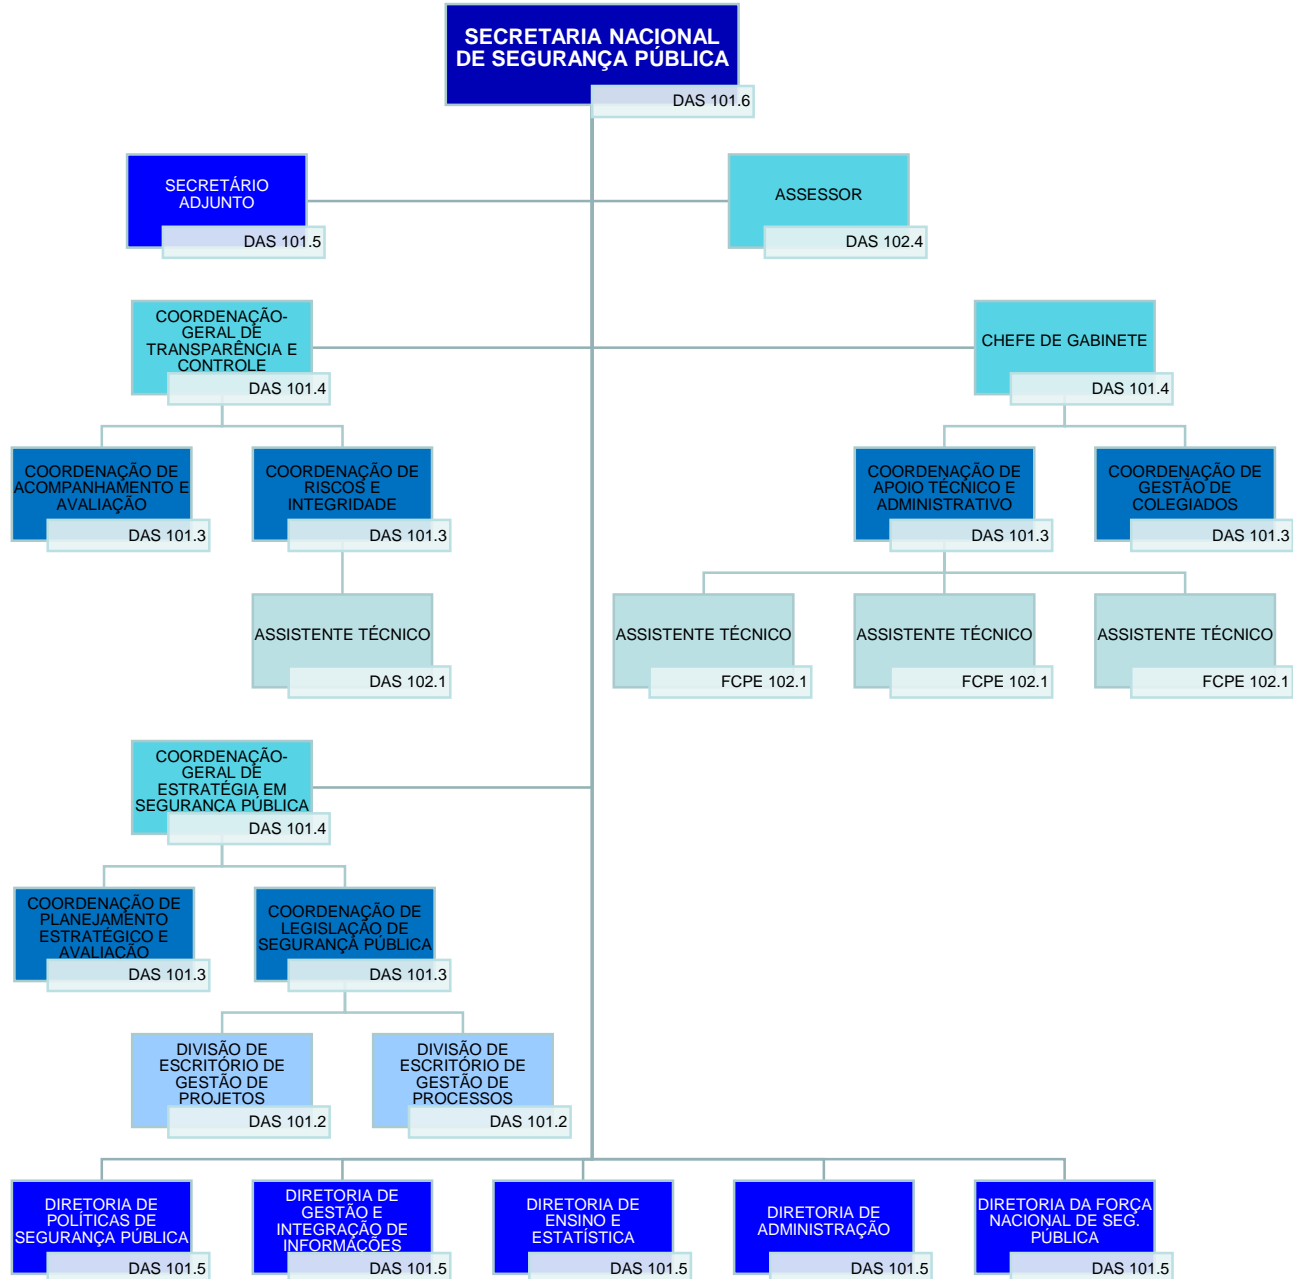 SECRETARIA NACIONAL
DE SEGURANÇA PÚBLICA
DAS 101.6
SECRETÁRIO
ADJUNTO
DAS 101.5
ASSESSOR
DAS 102.4
COORDENAÇÃO-
GERAL DE
TRANSPARÊNCIA E
CONTROLE
DAS 101.4
CHEFE DE GABINETE
DAS 101.4
COORDENAÇÃO DE
ACOMPANHAMENTO E
AVALIAÇÃO
DAS 101.3
COORDENAÇÃO DE
RISCOS E
INTEGRIDADE
DAS 101.3
COORDENAÇÃO DE
APOIO TÉCNICO E
ADMINISTRATIVO
DAS 101.3
COORDENAÇÃO DE
GESTÃO DE
COLEGIADOS
DAS 101.3
ASSISTENTE TÉCNICO
DAS 102.1
ASSISTENTE TÉCNICO
FCPE 102.1
ASSISTENTE TÉCNICO
FCPE 102.1
ASSISTENTE TÉCNICO
FCPE 102.1
COORDENAÇÃO-
GERAL DE
ESTRATÉGIA EM
SEGURANÇA PÚBLICA
DAS 101.4
COORDENAÇÃO DE
PLANEJAMENTO
ESTRATÉGICO E
AVALIAÇÃO
DAS 101.3
COORDENAÇÃO DE
LEGISLAÇÃO DE
SEGURANÇA PÚBLICA
DAS 101.3
DIVISÃO DE
ESCRITÓRIO DE
GESTÃO DE
PROJETOS
DAS 101.2
DIVISÃO DE
ESCRITÓRIO DE
GESTÃO DE
PROCESSOS
DAS 101.2
DIRETORIA DE
POLÍTICAS DE
SEGURANÇA PÚBLICA
DAS 101.5
DIRETORIA DE
GESTÃO E
INTEGRAÇÃO DE
INFORMAÇÕES
DAS 101.5
DIRETORIA DE
ENSINO E
ESTATÍSTICA
DAS 101.5
DIRETORIA DE
ADMINISTRAÇÃO
DAS 101.5
DIRETORIA DA FORÇA
NACIONAL DE SEG.
PÚBLICA
DAS 101.5